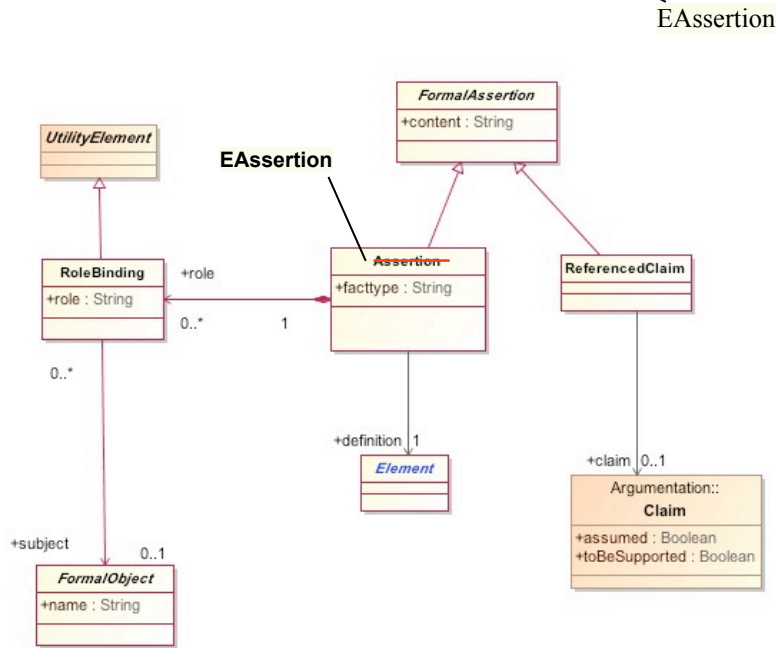 EAssertion
FormalAssertion
+content : String
UtilityElement
EAssertion
Assertion
+facttype : String
RoleBinding
+role : String
+role
0..*
1
ReferencedClaim
0..*
+definition
1
Element
+claim
0..1
Argumentation::
Claim
+assumed : Boolean
+toBeSupported : Boolean
+subject
0..1
FormalObject
+name : String